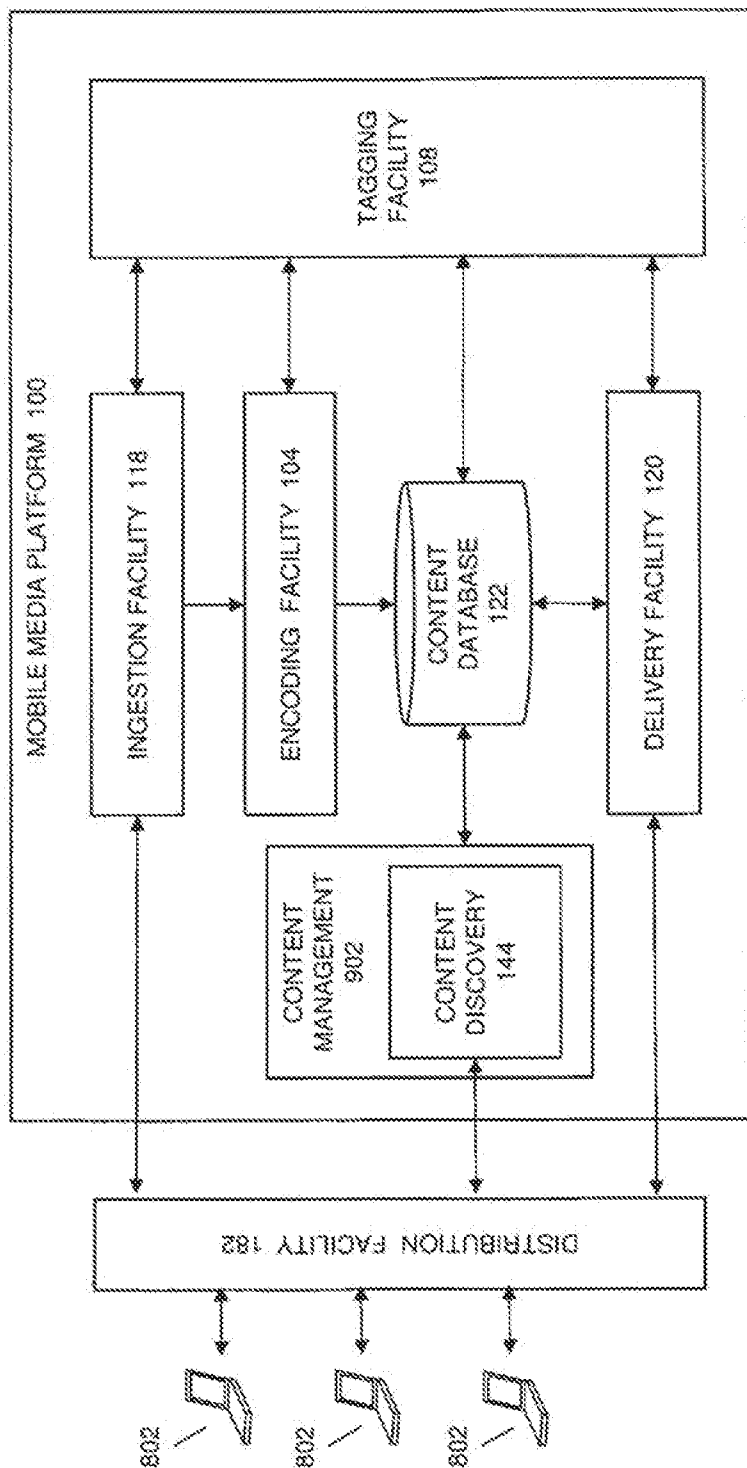 MOBILE MEDIA PLATFORM 100
INGESTION FACILITY 118
ENCODING FACILITY 104
CONTENT
DATABASE
122
DELIVERY FACILITY 120
TAGGING
FACILITY
108
CONTENT
MANAGEMENT
902
CONTENT
DISCOVERY
144
DISTRIBUTION FACILITY 182
802
802
802